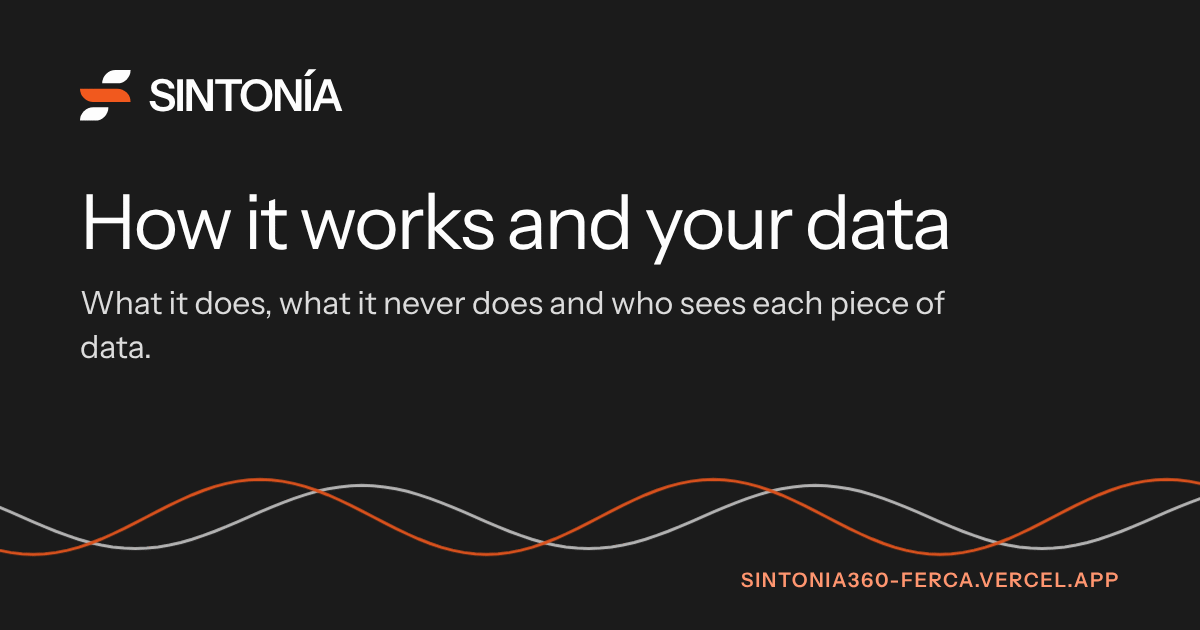 SINTONÍA
How it works and your data
What it does, what it never does and who sees each piece of
data.
SINTONIA360-FERCA.VERCEL.APP